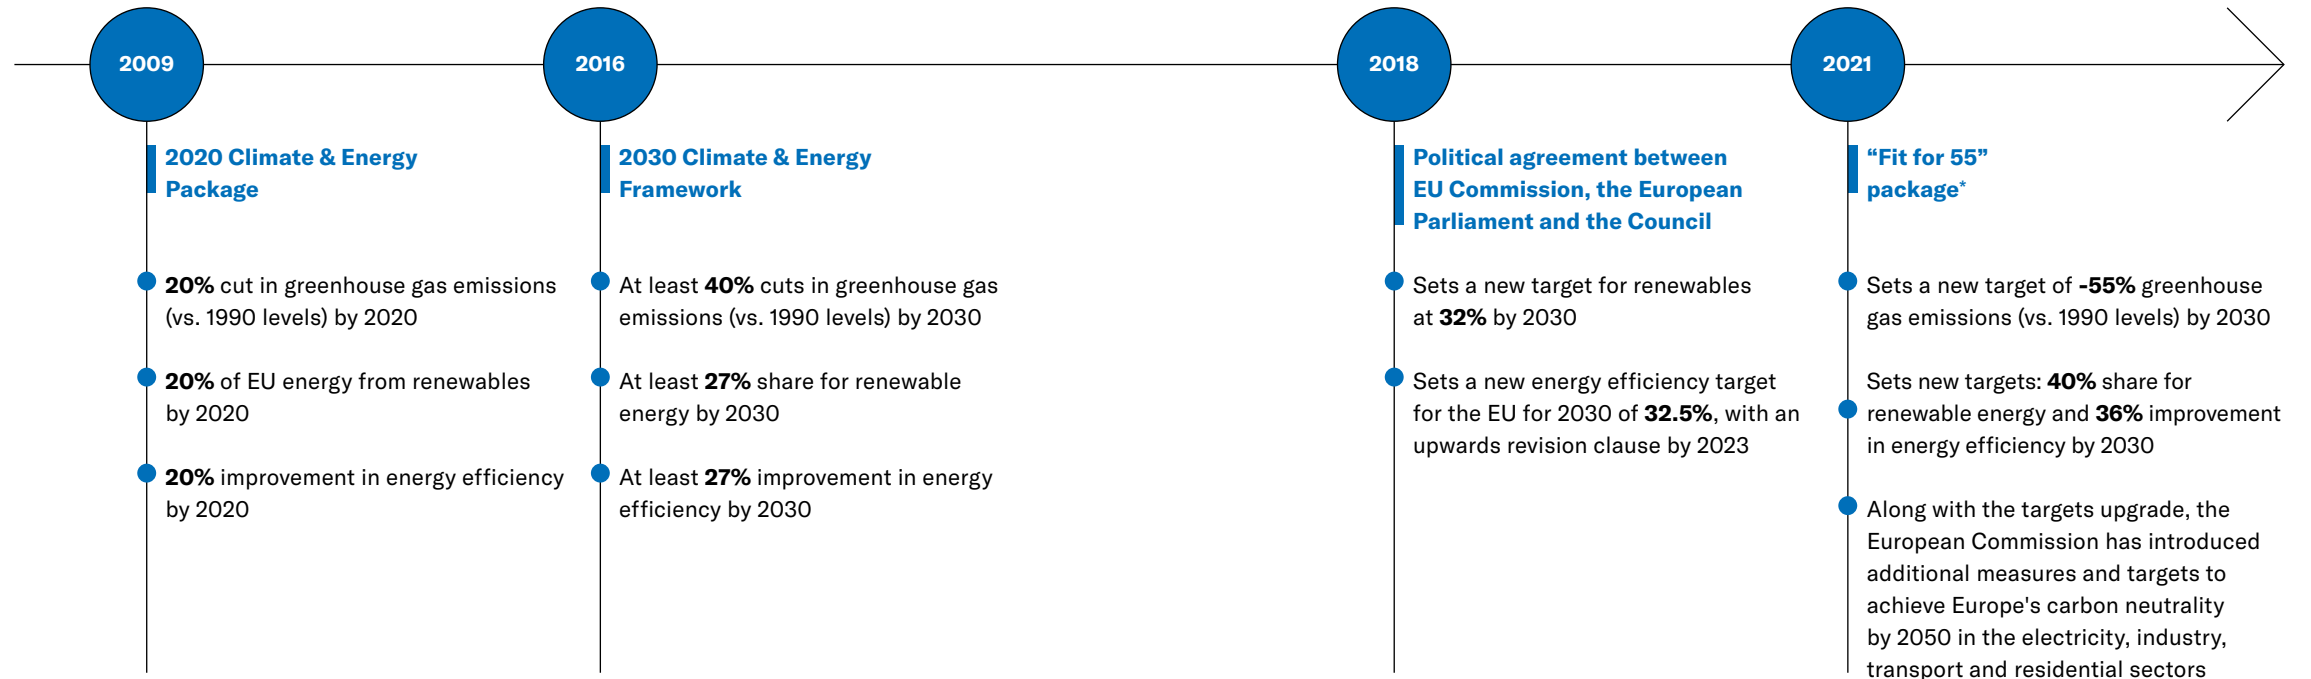 2009
2020 Climate & Energy
Package
20% cut in greenhouse gas emissions
(vs. 1990 levels) by 2020
20% of EU energy from renewables
by 2020
20% improvement in energy efficiency
by 2020
2016
2030 Climate & Energy
Framework
At least 40% cuts in greenhouse gas
emissions (vs. 1990 levels) by 2030
At least 27% share for renewable
energy by 2030
At least 27% improvement in energy
efficiency by 2030
2018
Political agreement between
EU Commission, the European
Parliament and the Council
Sets a new target for renewables
at 32% by 2030
Sets a new energy efficiency target
for the EU for 2030 of 32.5%, with an
upwards revision clause by 2023
2021
“Fit for 55”
package*
Sets a new target of -55% greenhouse
gas emissions (vs. 1990 levels) by 2030
Sets new targets: 40% share for
renewable energy and 36% improvement
in energy efficiency by 2030
Along with the targets upgrade, the
European Commission has introduced
additional measures and targets to
achieve Europe's carbon neutrality
by 2050 in the electricity, industry,
transport and residential sectors